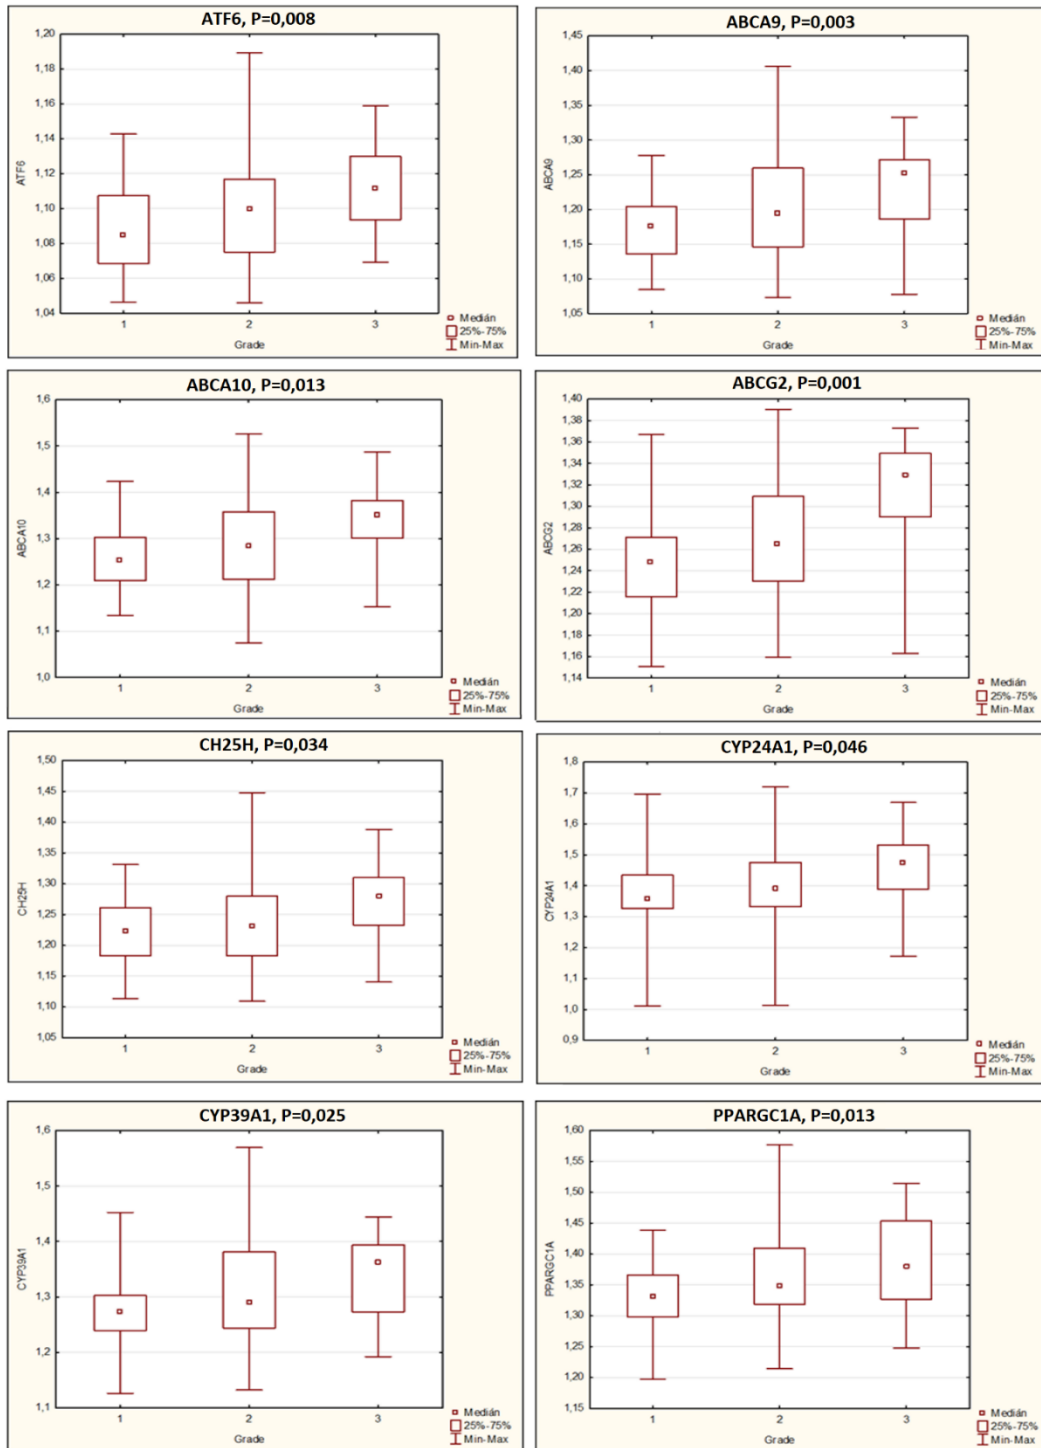 ATF6, P=0,008
1,20
1,18
1,16
1,14
1,12
1,10
1,08
1,06
1,04
ATF6
1
2
3
Grade
Medián
25%-75%
Min-Max
ABCA9, P=0,003
1,45
1,40
1,35
1,30
1,25
1,20
1,15
1,10
1,05
ABCA9
1
2
3
Grade
Medián
25%-75%
Min-Max
ABCA10, P=0,013
1,6
1,5
1,4
1,3
1,2
1,1
1,0
ABCA10
1
2
3
Grade
Medián
25%-75%
Min-Max
ABCG2, P=0,001
1,40
1,38
1,36
1,34
1,32
1,30
1,28
1,26
1,24
1,22
1,20
1,18
1,16
1,14
ABCG2
1
2
3
Grade
Medián
25%-75%
Min-Max
CH25H, P=0,034
1,50
1,45
1,40
1,35
1,30
1,25
1,20
1,15
1,10
1,05
CH25H
1
2
3
Grade
Medián
25%-75%
Min-Max
CYP24A1, P=0,046
1,8
1,7
1,6
1,5
1,4
1,3
1,2
1,1
1,0
0,9
CYP24A1
1
2
3
Grade
Medián
25%-75%
Min-Max
CYP39A1, P=0,025
1,6
1,5
1,4
1,3
1,2
1,1
CYP39A1
1
2
3
Grade
Medián
25%-75%
Min-Max
PPARGC1A, P=0,013
1,60
1,55
1,50
1,45
1,40
1,35
1,30
1,25
1,20
1,15
PPARGC1A
1
2
3
Grade
Medián
25%-75%
Min-Max